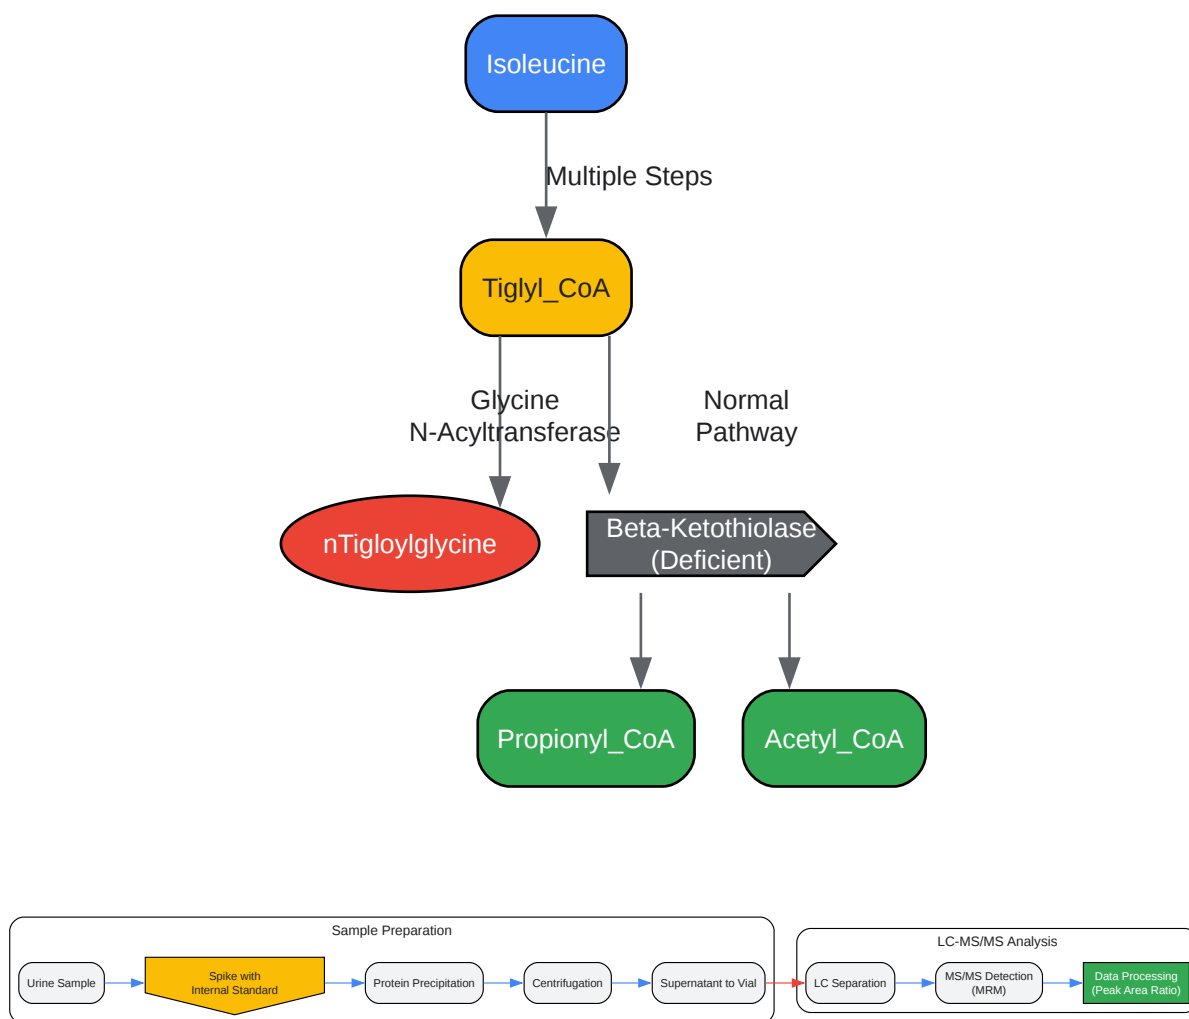 Isoleucine
Multiple Steps
Tiglyl_CoA
Glycine
N-Acyltransferase
Normal
Pathway
nTigloylglycine
Beta-Ketothiolase
(Deficient)
Propionyl_CoA
Acetyl_CoA
Sample Preparation
Urine Sample
Spike with
Internal Standard
Protein Precipitation
Centrifugation
Supernatant to Vial
LC-MS/MS Analysis
LC Separation
MS/MS Detection
(MRM)
Data Processing
(Peak Area Ratio)